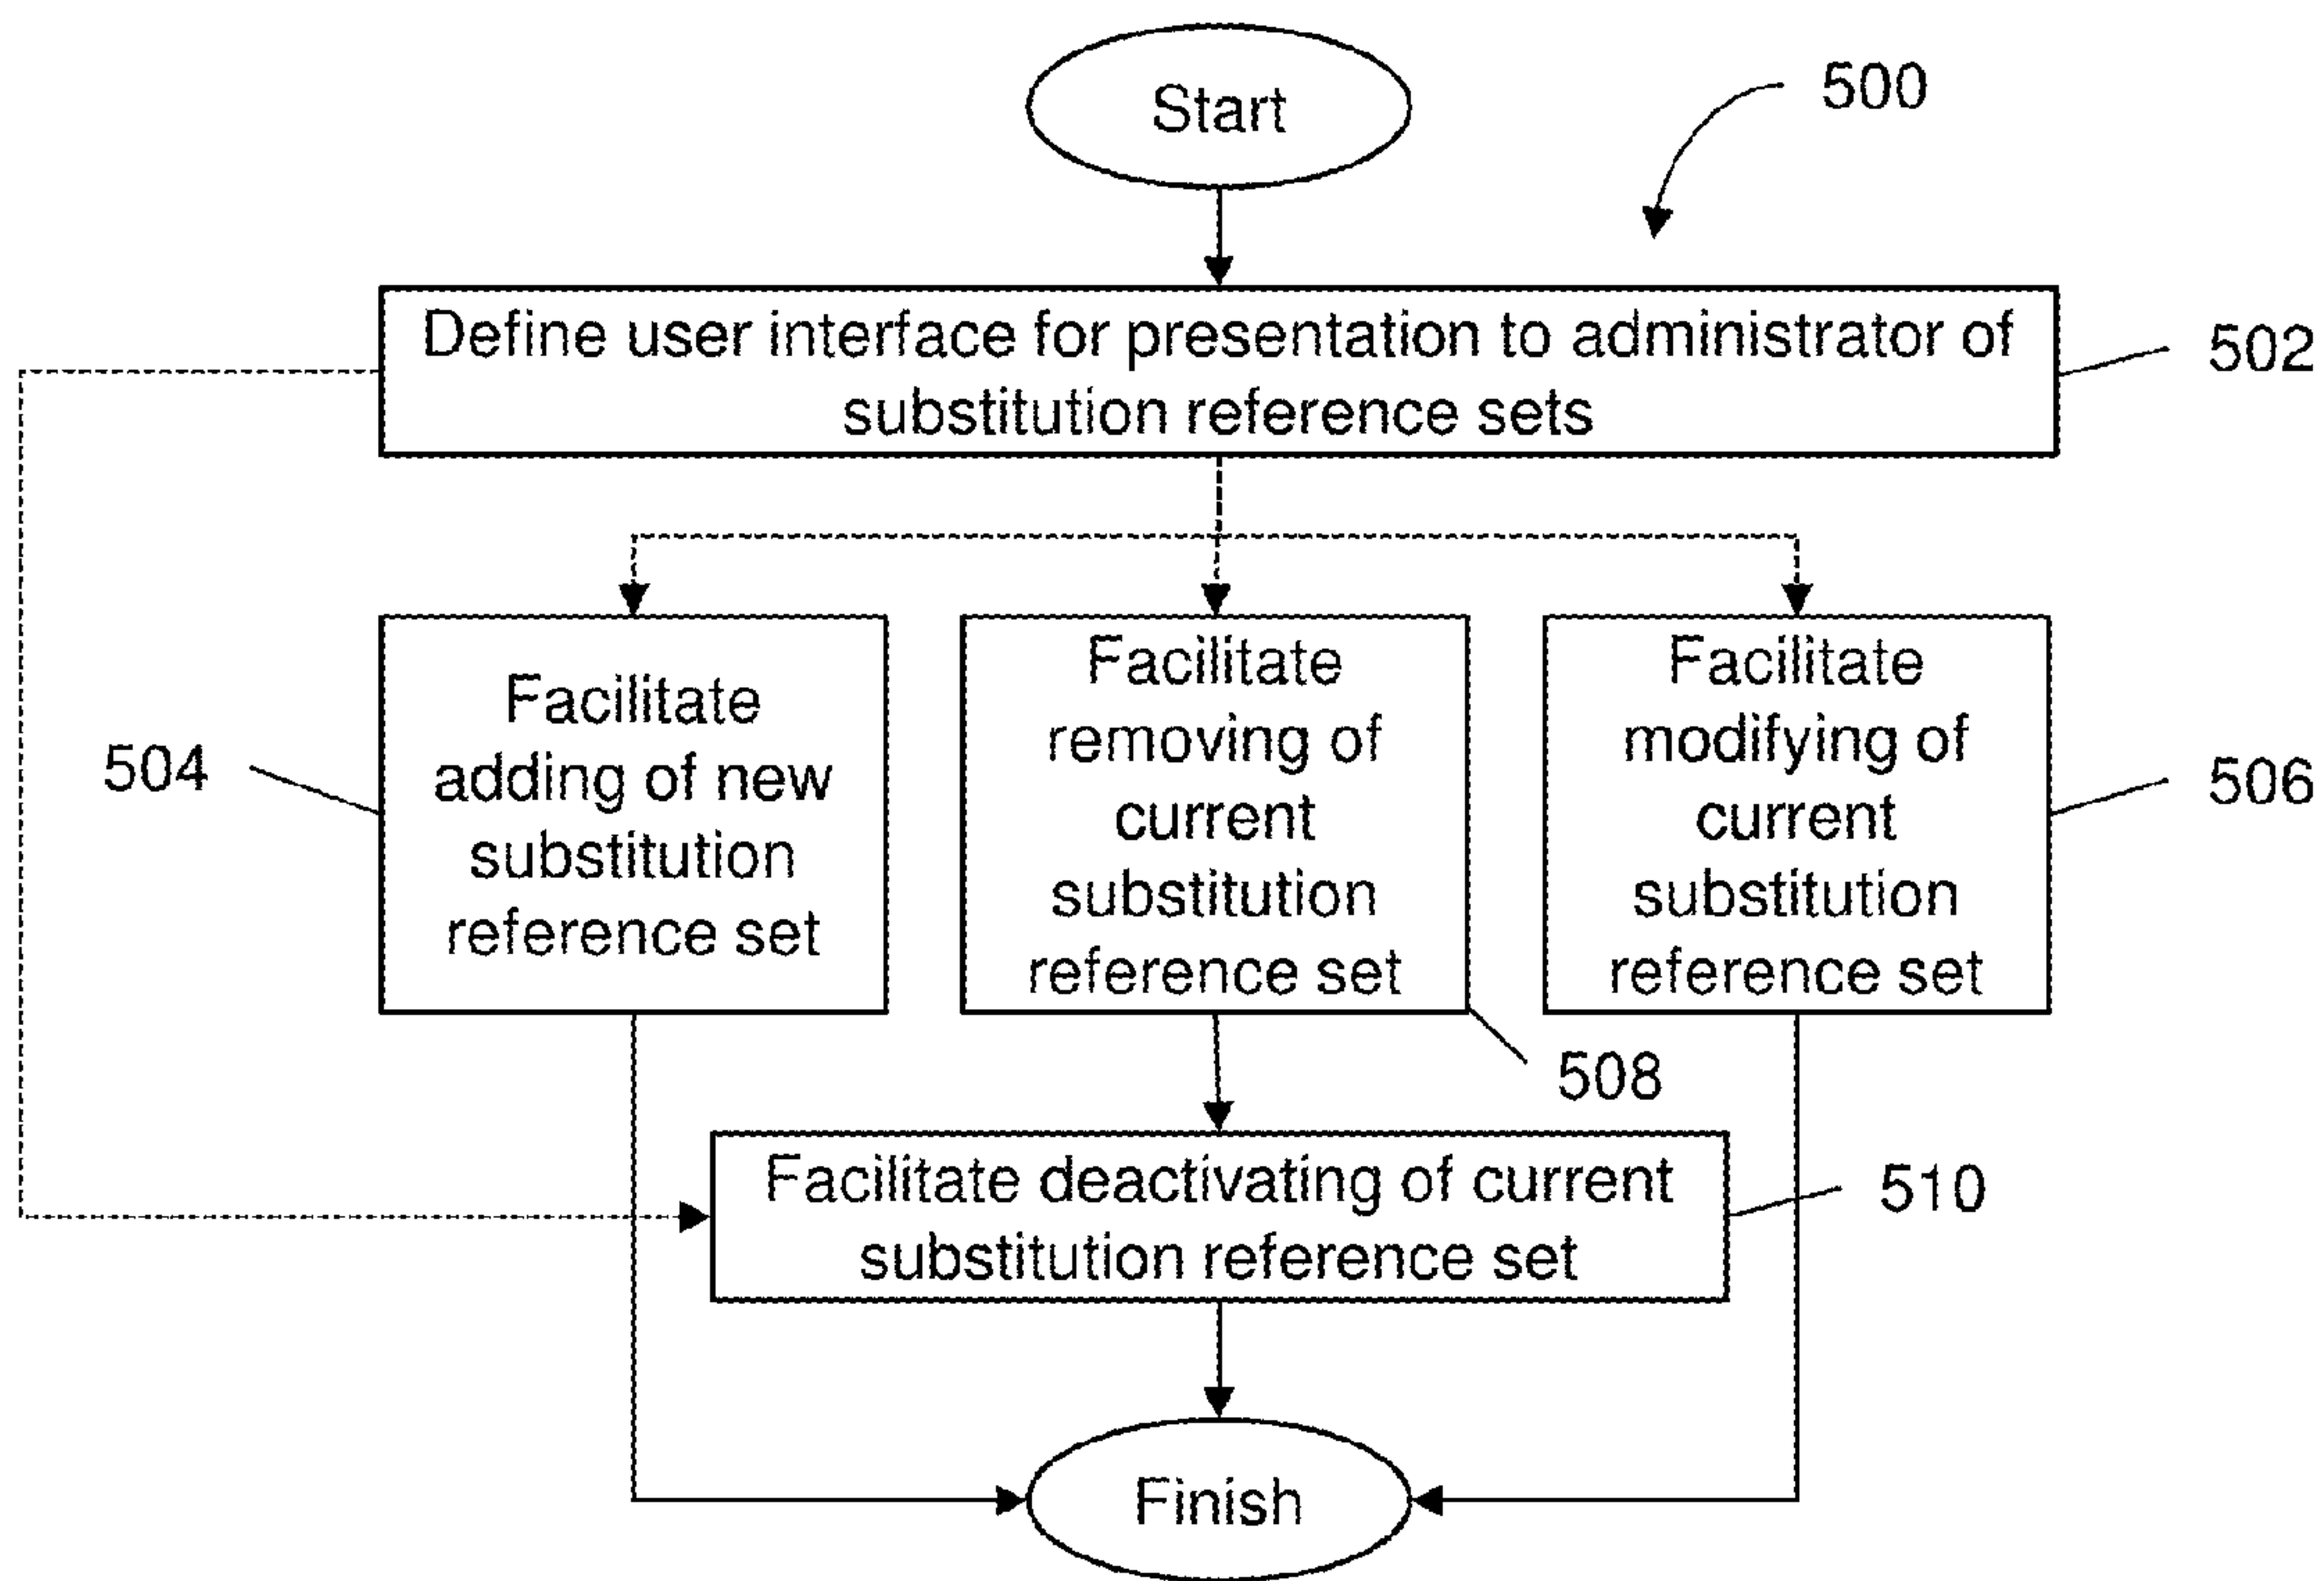 Start
500
Define user interface for presentation to administrator of
substitution reference sets
502
504
Facilitate
adding of new
substitution
reference set
Facilitate
removing of
current
substitution
reference set
508
Facilitate
modifying of
current
substitution
reference set
506
Facilitate deactivating of current
substitution reference set
510
Finish